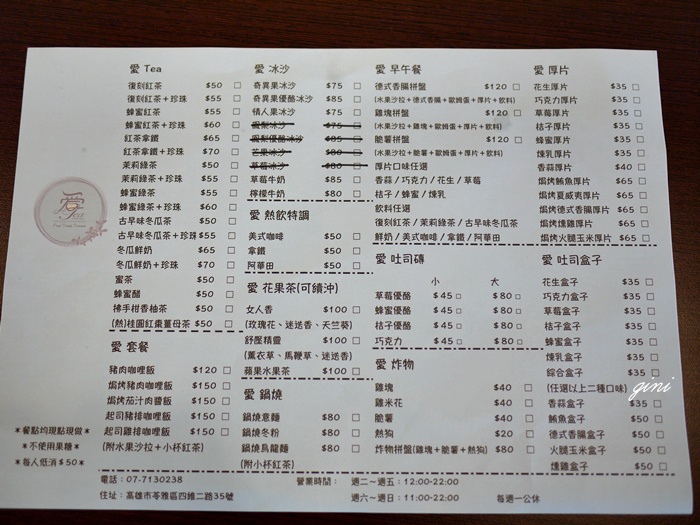 愛 Tea
復刻紅茶 $50 □
復刻紅茶+珍珠 $55 □
蜂蜜紅茶 $55 □
蜂蜜紅茶+珍珠 $60 □
紅茶拿鐵 $65 □
紅茶拿鐵+珍珠 $70 □
茉莉綠茶 $50 □
茉莉綠茶+珍珠 $55 □
蜂蜜綠茶 $55 □
蜂蜜綠茶+珍珠 $60 □
古早味冬瓜茶 $50 □
古早味冬瓜茶+珍珠$55 □
冬瓜鮮奶 $65 □
冬瓜鮮奶+珍珠 $70 □
蜜茶 $50 □
蜂蜜醋 $50 □
拂手柑香柚茶 $50 □
(熱)桂圓紅棗薑母茶 $50 □
愛 套餐
豬肉咖哩飯 $120 □
焗烤豬肉咖哩飯 $150 □
焗烤茄汁肉醬飯 $150 □
起司豬排咖哩飯 $150 □
起司雞排咖哩飯 $150 □
(附水果沙拉+小杯紅茶)
愛 冰沙
奇異果冰沙 $75 □
奇異果優酪冰沙 $85 □
情人果冰沙 $75 □
鳳梨冰沙 $75 □
鳳梨優酪冰沙 $85 □
芒果冰沙 $80 □
草莓冰沙 $80 □
草莓牛奶 $85 □
檸檬牛奶 $80 □
愛 熱飲特調
美式咖啡 $50 □
拿鐵 $50 □
阿華田 $50 □
愛 花果茶(可續沖)
女人香 $100 □
(玫瑰花、迷迭香、天竺葵)
舒壓精靈 $100 □
(薰衣草、馬鞭草、迷迭香)
蘋果水果茶 $100 □
愛 鍋燒
鍋燒意麵 $80 □
鍋燒冬粉 $80 □
鍋燒烏龍麵 $80 □
(附小杯紅茶)
愛 早午餐
德式香腸拼盤 $120 □
(水果沙拉+德式香腸+歐姆蛋+厚片+飲料)
雞塊拼盤 $120 □
(水果沙拉+雞塊+歐姆蛋+厚片+飲料)
脆薯拼盤 $120 □
(水果沙拉+脆薯+歐姆蛋+厚片+飲料)
厚片口味任選
香蒜/巧克力/花生/草莓
桔子/蜂蜜/煉乳
飲料任選
復刻紅茶/茉莉綠茶/古早味冬瓜茶
鮮奶/美式咖啡/拿鐵/阿華田
愛 吐司磚
小 大
草莓優酪 $45 □ $80 □
蜂蜜優酪 $45 □ $80 □
桔子優酪 $45 □ $80 □
巧克力 $45 □ $80 □
愛 炸物
雞塊 $40 □
雞米花 $40 □
脆薯 $40 □
熱狗 $20 □
炸物拼盤(雞塊+脆薯+熱狗) $80 □
愛 厚片
花生厚片 $35 □
巧克力厚片 $35 □
草莓厚片 $35 □
桔子厚片 $35 □
蜂蜜厚片 $35 □
煉乳厚片 $35 □
香蒜厚片 $40 □
焗烤鮪魚厚片 $65 □
焗烤夏威夷厚片 $65 □
焗烤德式香腸厚片 $65 □
焗烤燻雞厚片 $65 □
焗烤火腿玉米厚片 $65 □
愛 吐司盒子
花生盒子 $35 □
巧克力盒子 $35 □
草莓盒子 $35 □
桔子盒子 $35 □
蜂蜜盒子 $35 □
煉乳盒子 $35 □
綜合盒子 $35 □
(任選以上二種口味)
香蒜盒子 $35 □
鮪魚盒子 $50 □
德式香腸盒子 $50 □
火腿玉米盒子 $50 □
燻雞盒子 $50 □
愛
*餐點均現點現做*
*不使用果糖*
*每人低消$50*
電話:07-7130238 營業時間: 週二~週五:12:00-22:00
住址:高雄市苓雅區四維二路35號 週六~週日:11:00-22:00 每週一公休
gini